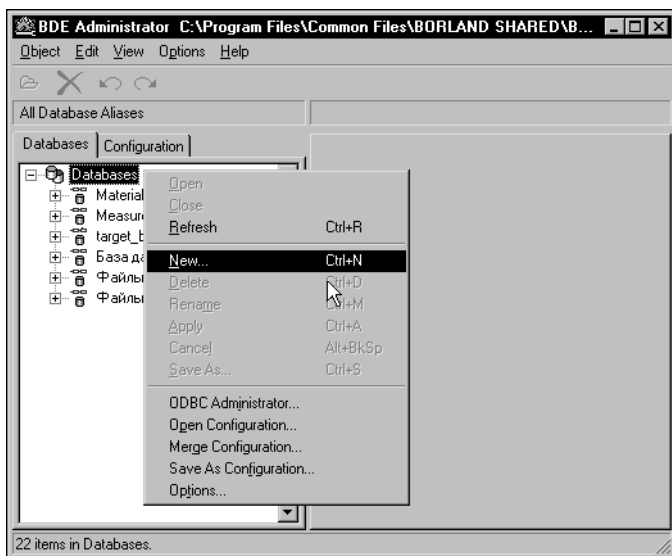 BDE Administrator C:\Program Files\Common Files\BORLAND SHARED\B...
Object Edit View Options Help
All Database Aliases
Databases Configuration
Databases
Material
Measure
target_b
База да
Файлы
Файлы
Open
Close
Refresh Ctrl+R
New... Ctrl+N
Delete Ctrl+D
Rename Ctrl+M
Apply Ctrl+A
Cancel Alt+BkSp
Save As... Ctrl+S
ODBC Administrator...
Open Configuration...
Merge Configuration...
Save As Configuration...
Options...
22 items in Databases.